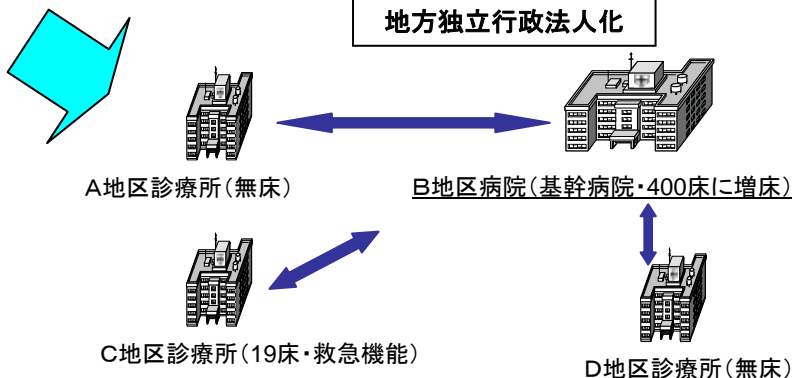 地方独立行政法人化
A地区診療所(無床)
B地区病院(基幹病院・400床に増床)
C地区診療所(19床・救急機能)
D地区診療所(無床)